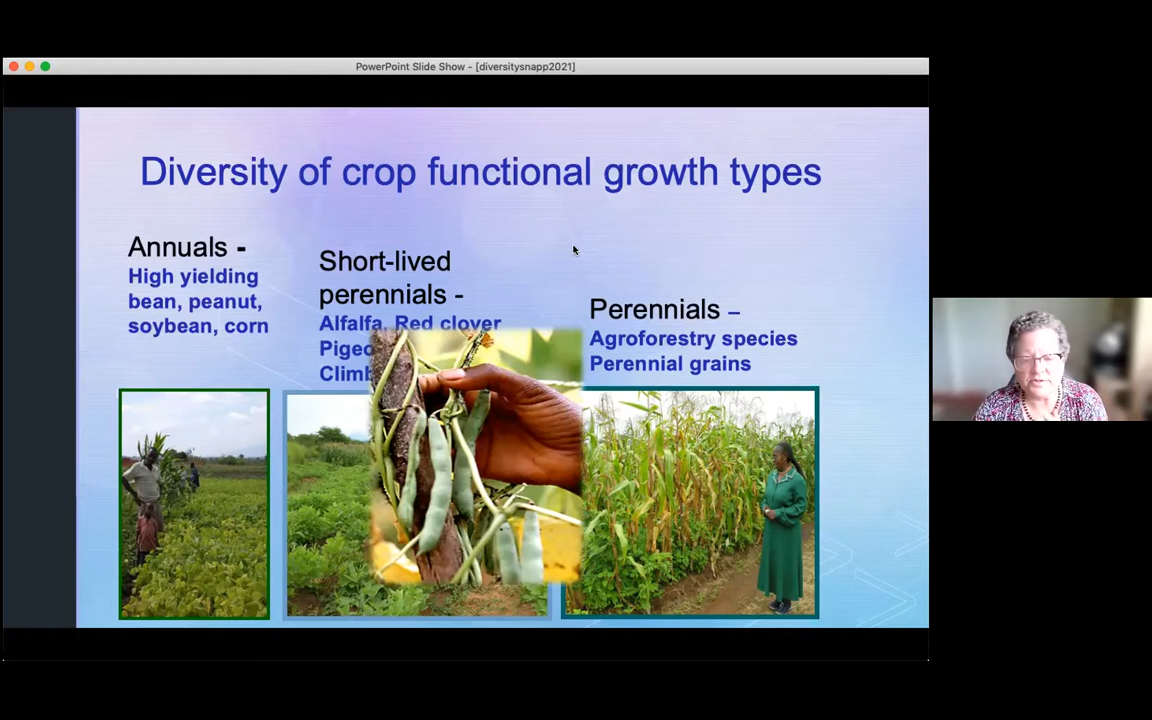 PowerPoint Slide Show - [diversitysnapp2021]
Diversity of crop functional growth types
Annuals -
High yielding
bean, peanut,
soybean, corn
Short-lived
perennials -
Alfalfa, Red clover
Perennials –
Agroforestry species
Perennial grains